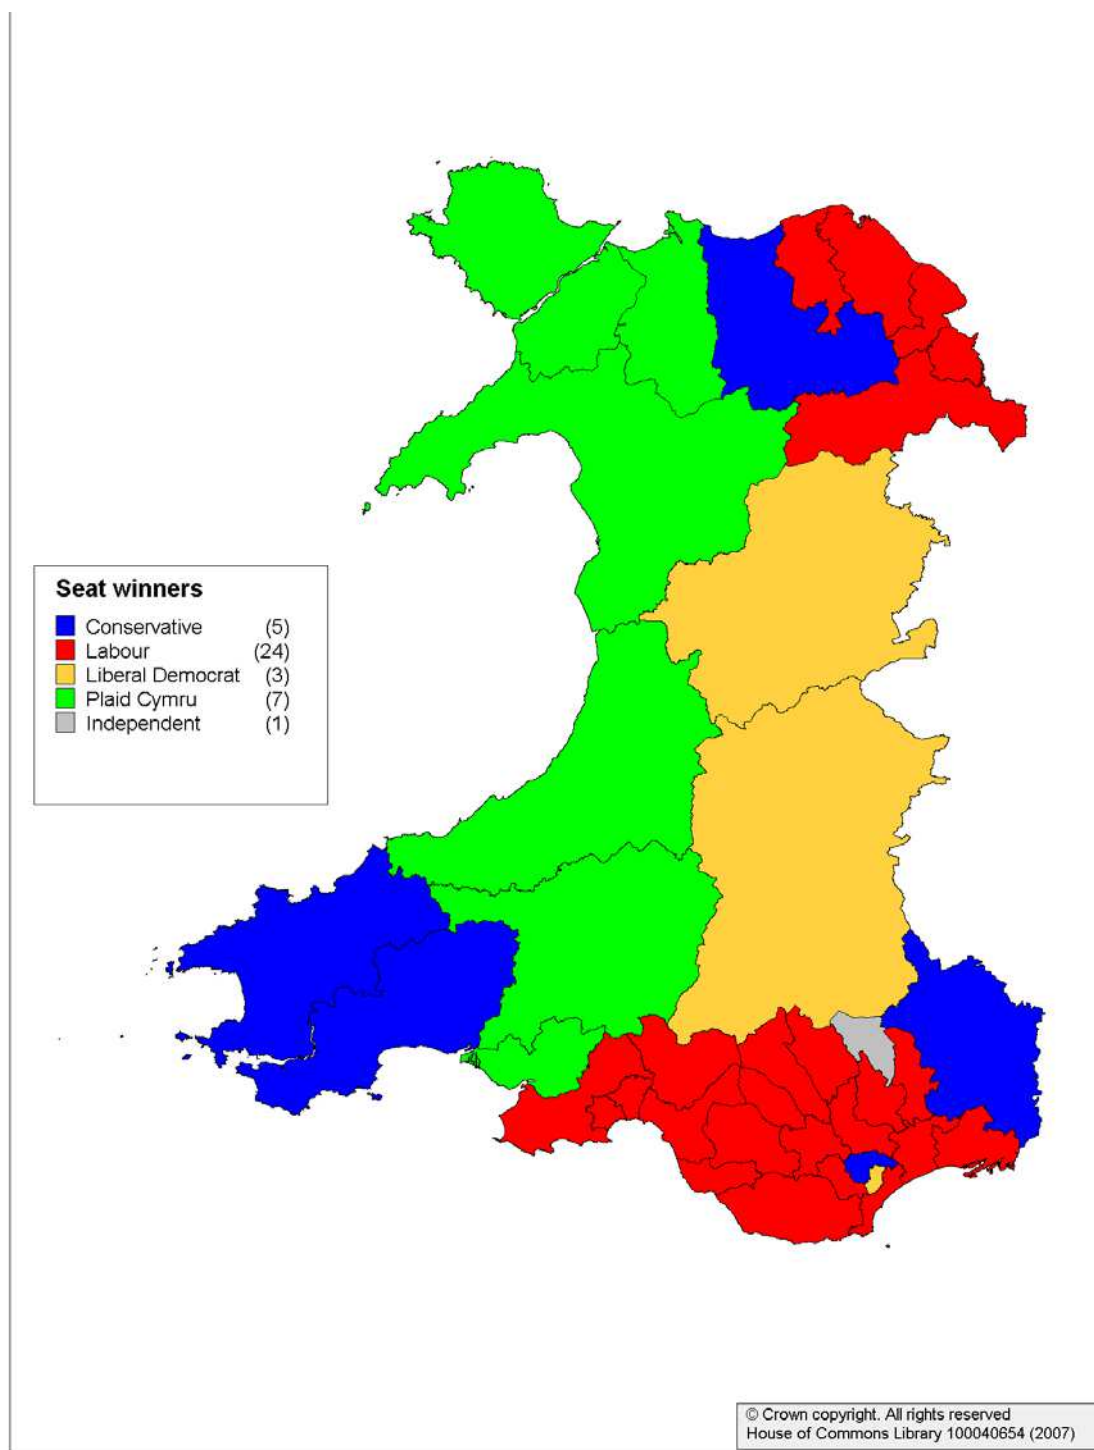 Seat winners
Conservative (5)
Labour (24)
Liberal Democrat (3)
Plaid Cymru (7)
Independent (1)
© Crown copyright. All rights reserved
House of Commons Library 100040654 (2007)